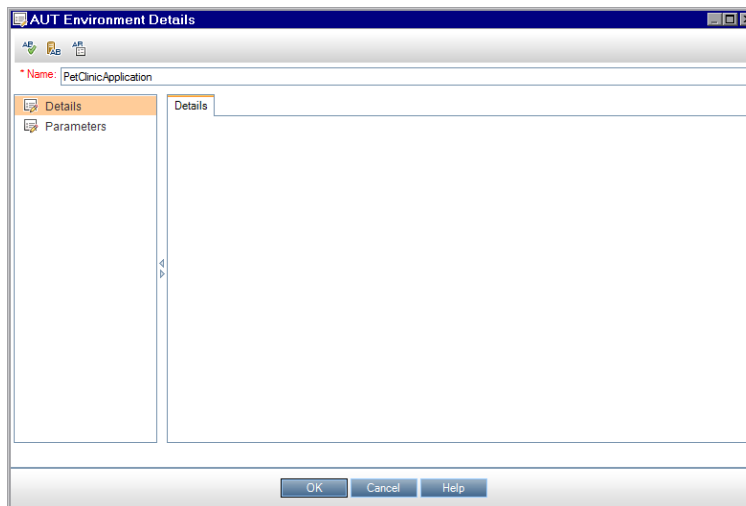 AUT Environment Details
* Name: PetClinicApplication
Details
Parameters
Details
OK Cancel Help